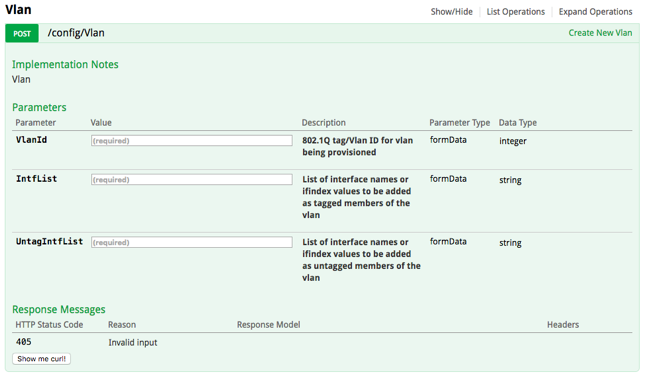 Vlan
Show/Hide List Operations Expand Operations
POST /config/Vlan Create New Vlan
Implementation Notes
Vlan
Parameters
Parameter Value Description Parameter Type Data Type
VlanId (required) 802.1Q tag/Vlan ID for vlan formData integer
being provisioned
IntfList (required) List of interface names or formData string
ifindex values to be added
as tagged members of the
vlan
UntagIntfList (required) List of interface names or formData string
ifindex values to be added
as untagged members of the
vlan
Response Messages
HTTP Status Code Reason Response Model Headers
405 Invalid input
Show me curl!